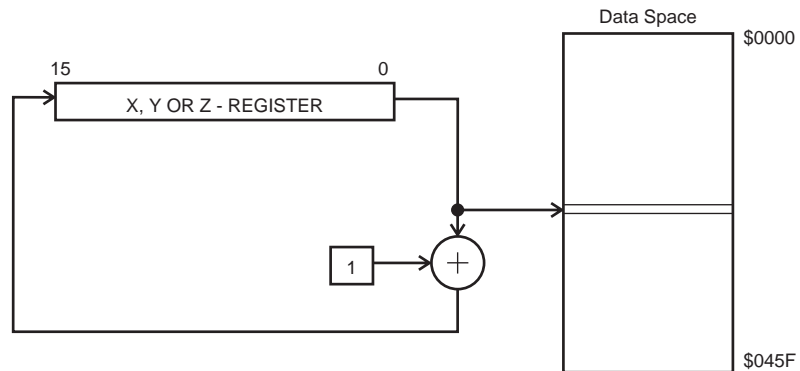 Data Space
$0000
15
0
X, Y OR Z - REGISTER
1
+
$045F